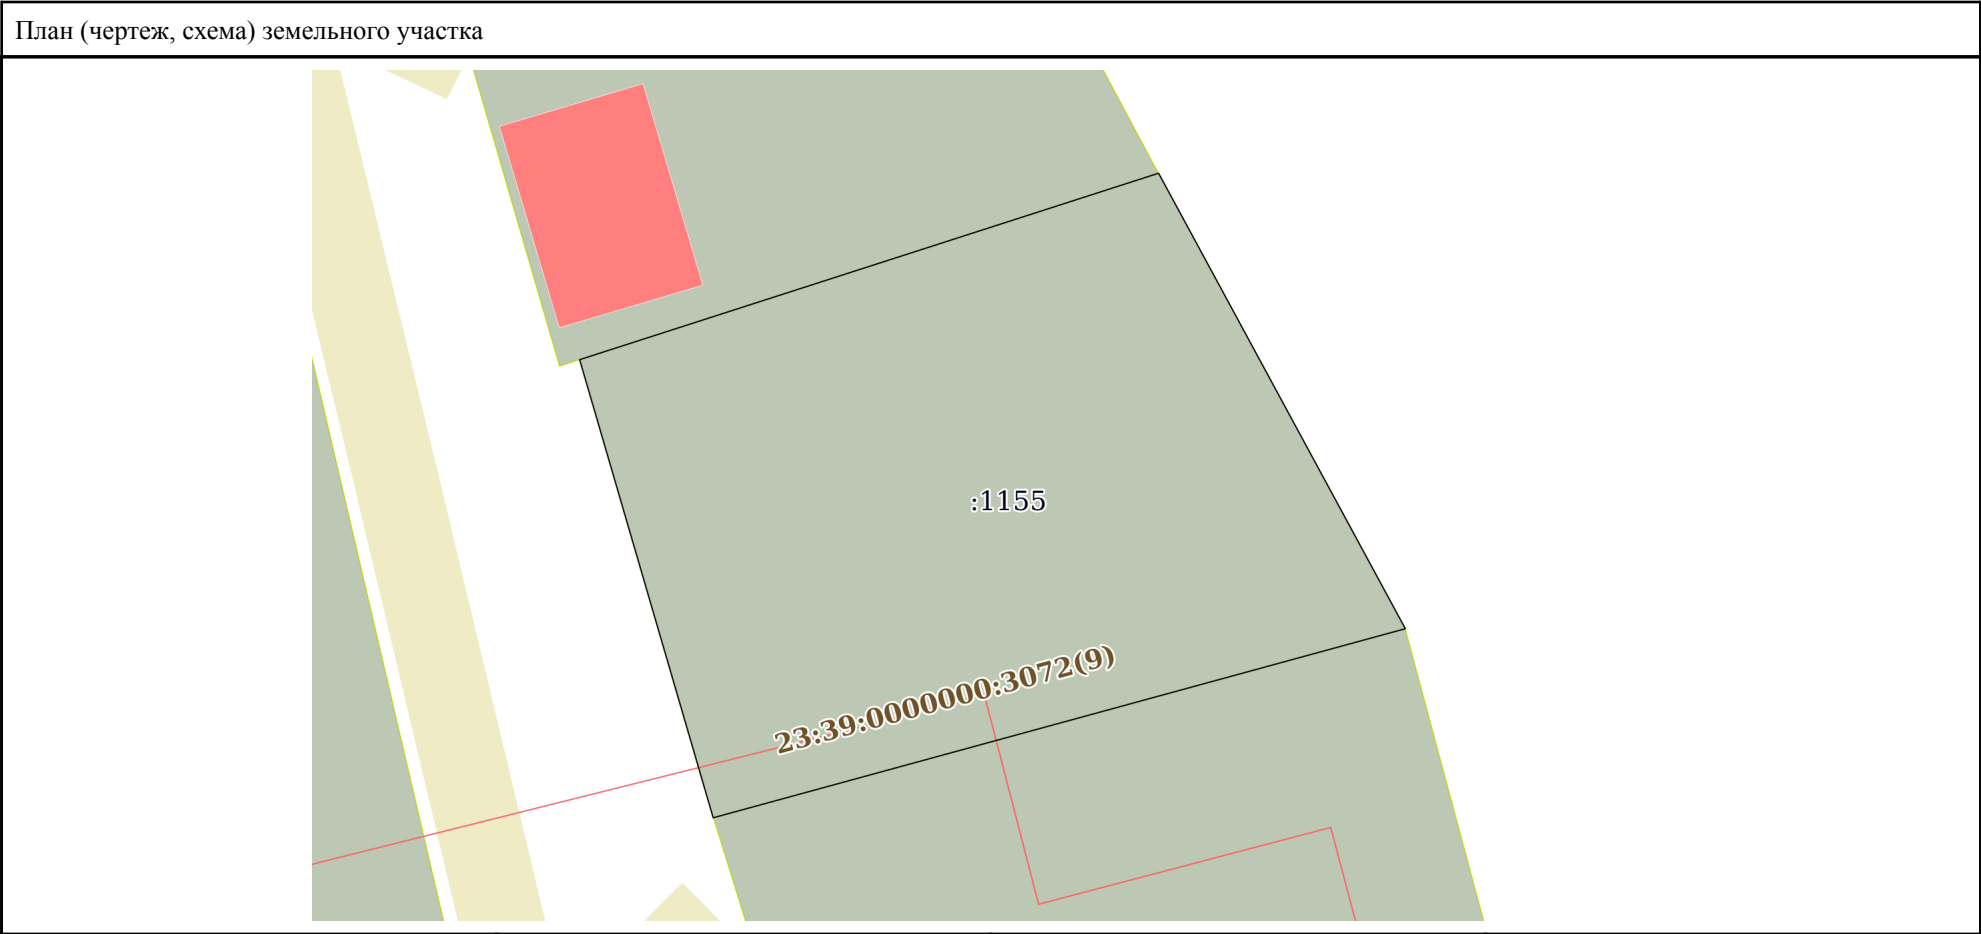 План (чертеж, схема) земельного участка
:1155
23:39:0000000:3072(9)